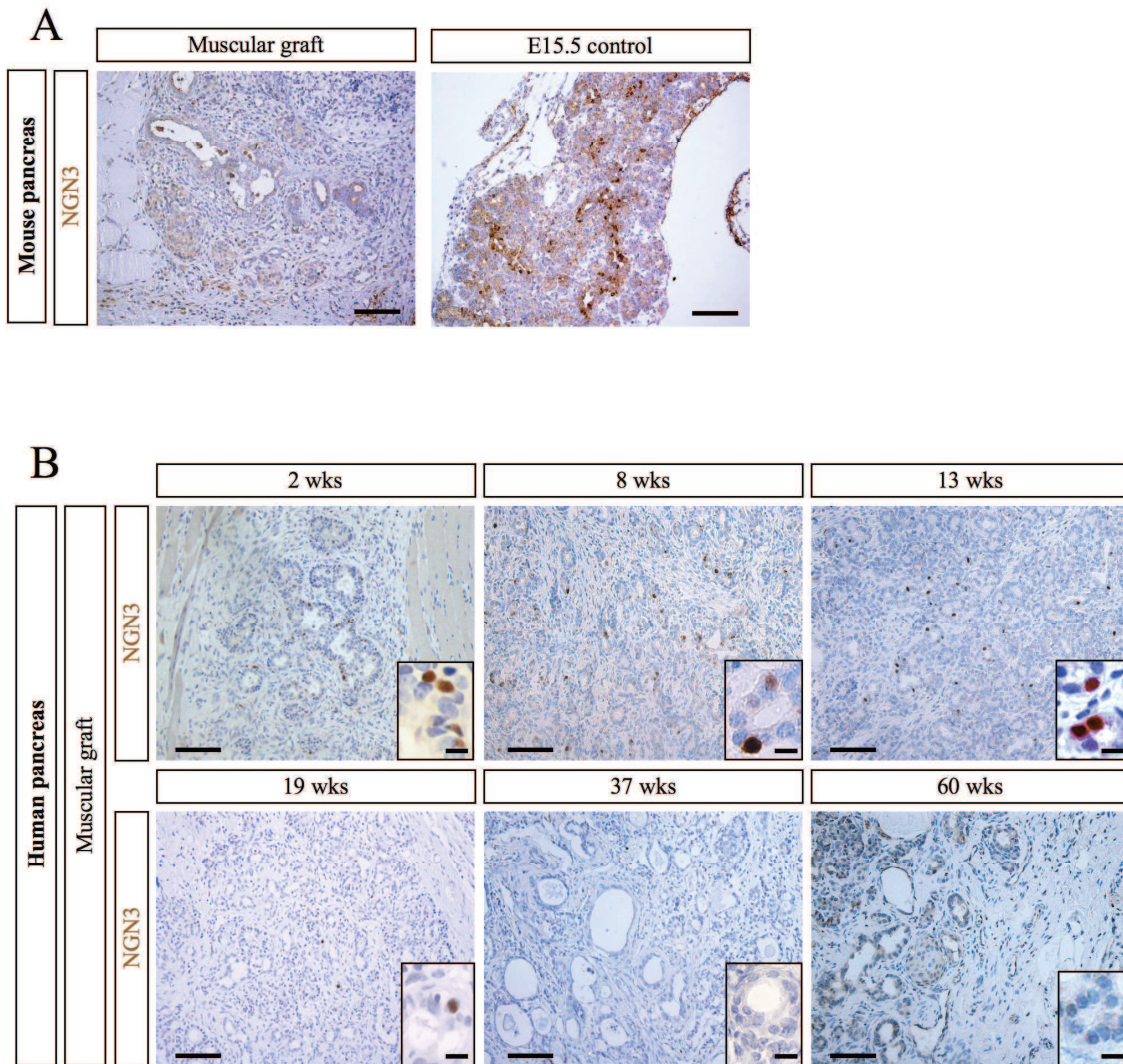 A
Muscular graft
E15.5 control
Mouse pancreas
NGN3
B
2 wks
8 wks
13 wks
Human pancreas
Muscular graft
NGN3
19 wks
37 wks
60 wks
NGN3